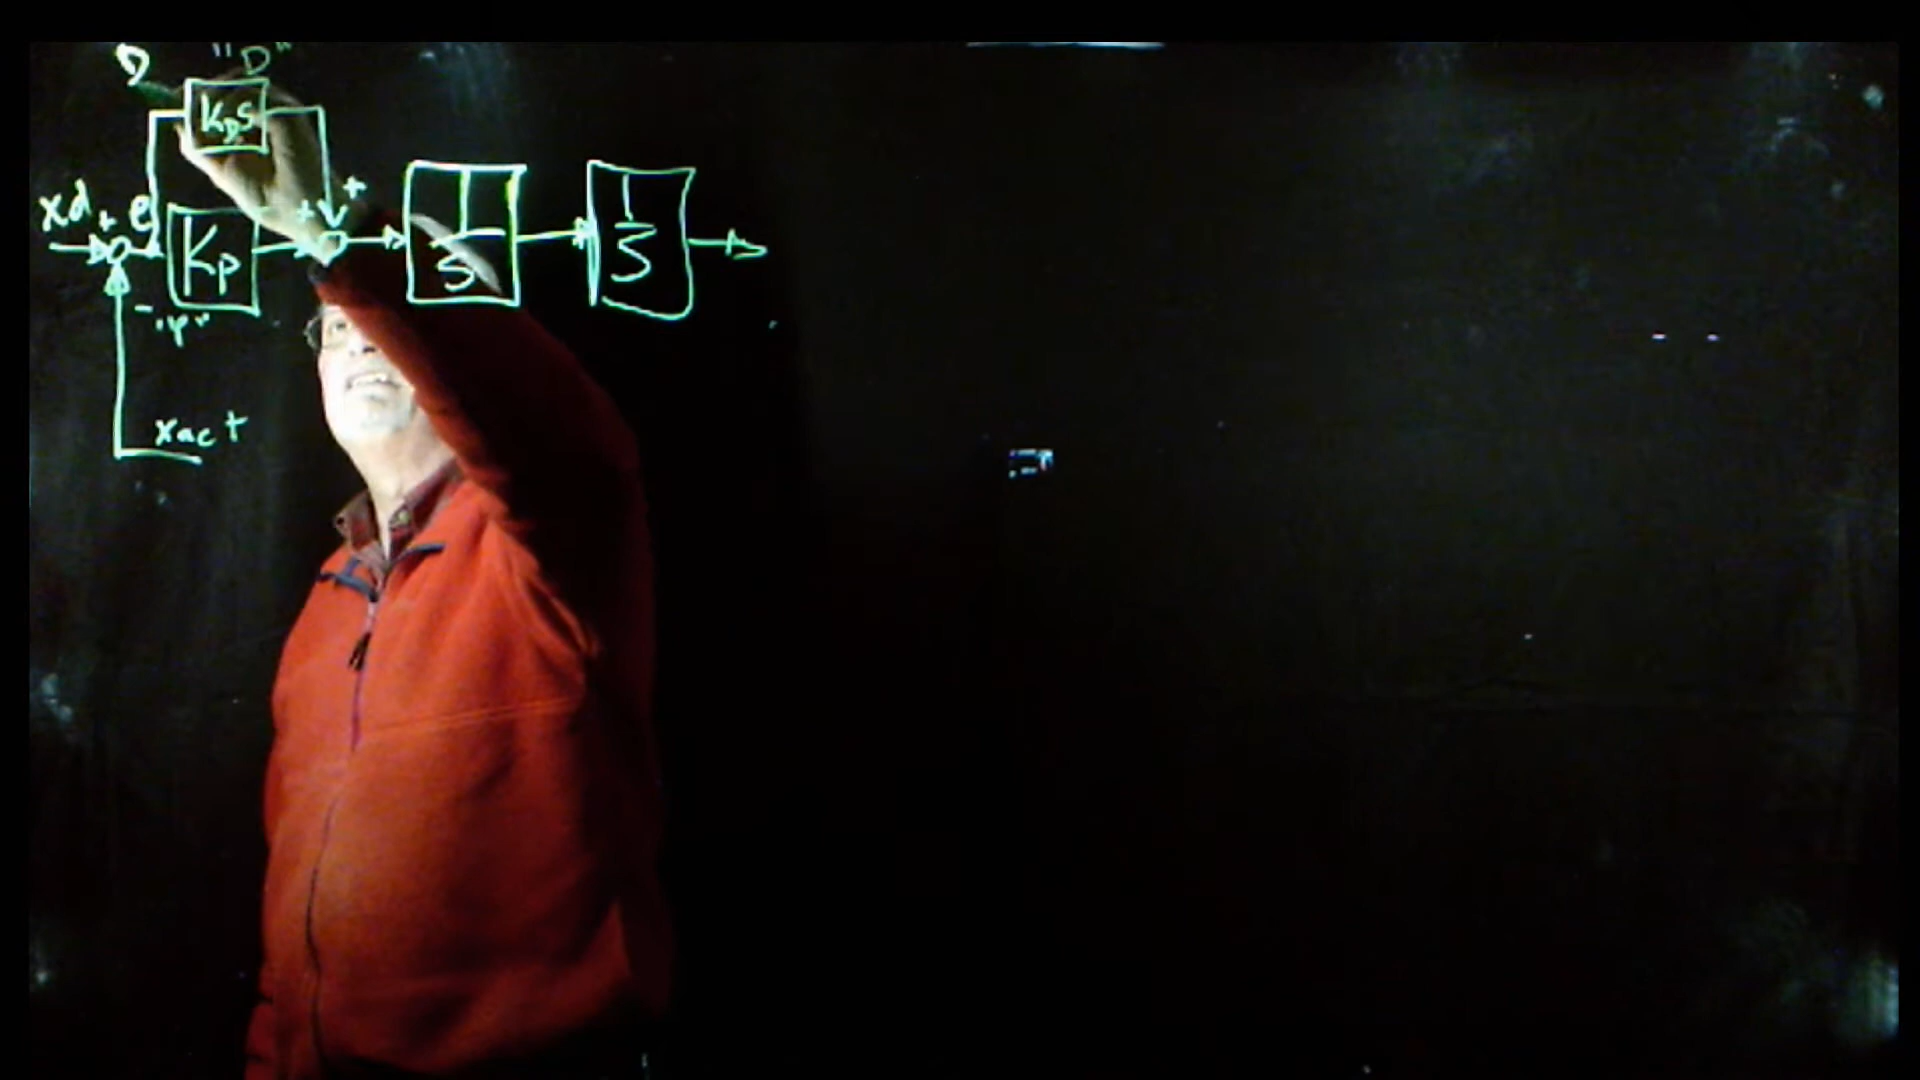 D "D"
KDS
xd + e Kp + + 1/S 1/S
- "p"
xact